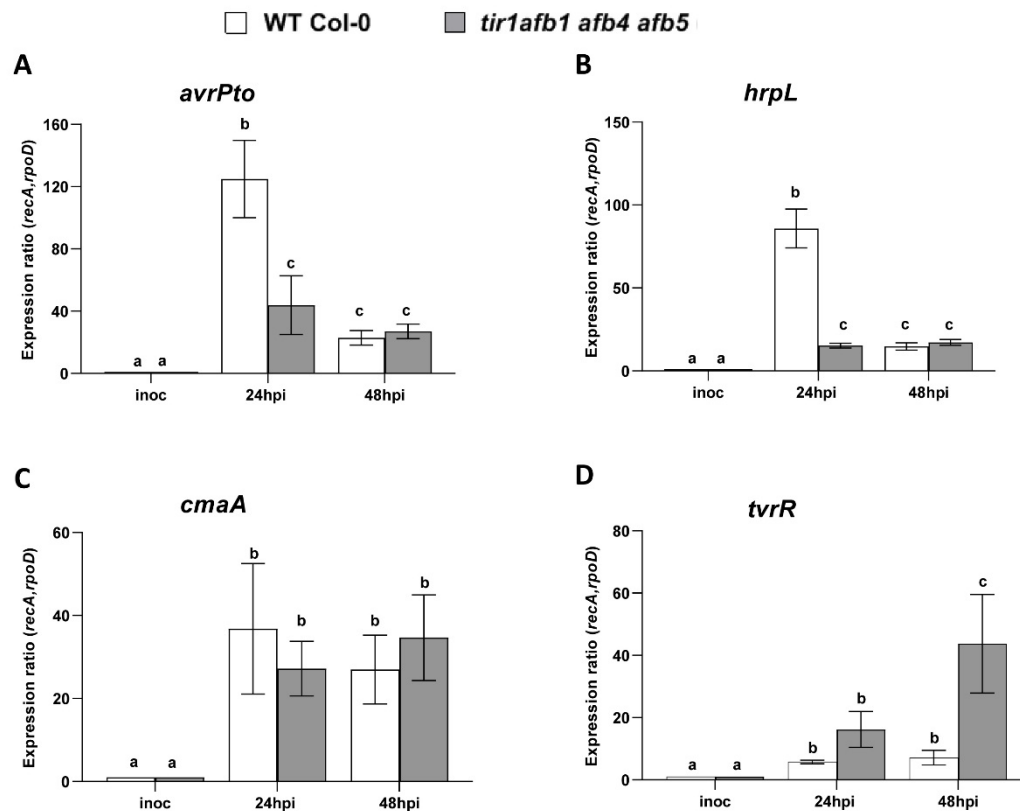 WT Col-0 tir1afb1 afb4 afb5
A
avrPto
Expression ratio (recA,rpoD)
160
120
80
40
0
a a
b
c
c c
inoc 24hpi 48hpi
B
hrpL
Expression ratio (recA,rpoD)
150
100
50
0
a a
b
c
c c
inoc 24hpi 48hpi
C
cmaA
Expression ratio (recA,rpoD)
60
40
20
0
a a
b
b
b
b
inoc 24hpi 48hpi
D
tvrR
Expression ratio (recA,rpoD)
80
60
40
20
0
a a
b
b
b
c
inoc 24hpi 48hpi